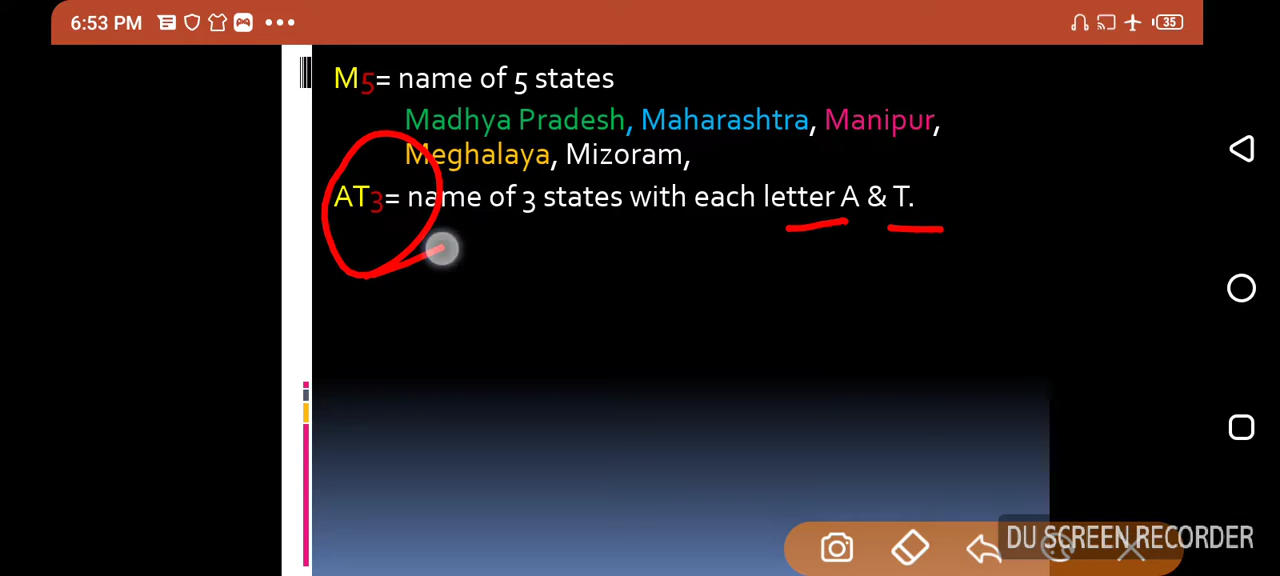 6:53 PM
35
M5= name of 5 states
Madhya Pradesh, Maharashtra, Manipur,
Meghalaya, Mizoram,
AT3= name of 3 states with each letter A & T.
DU SCREEN RECORDER